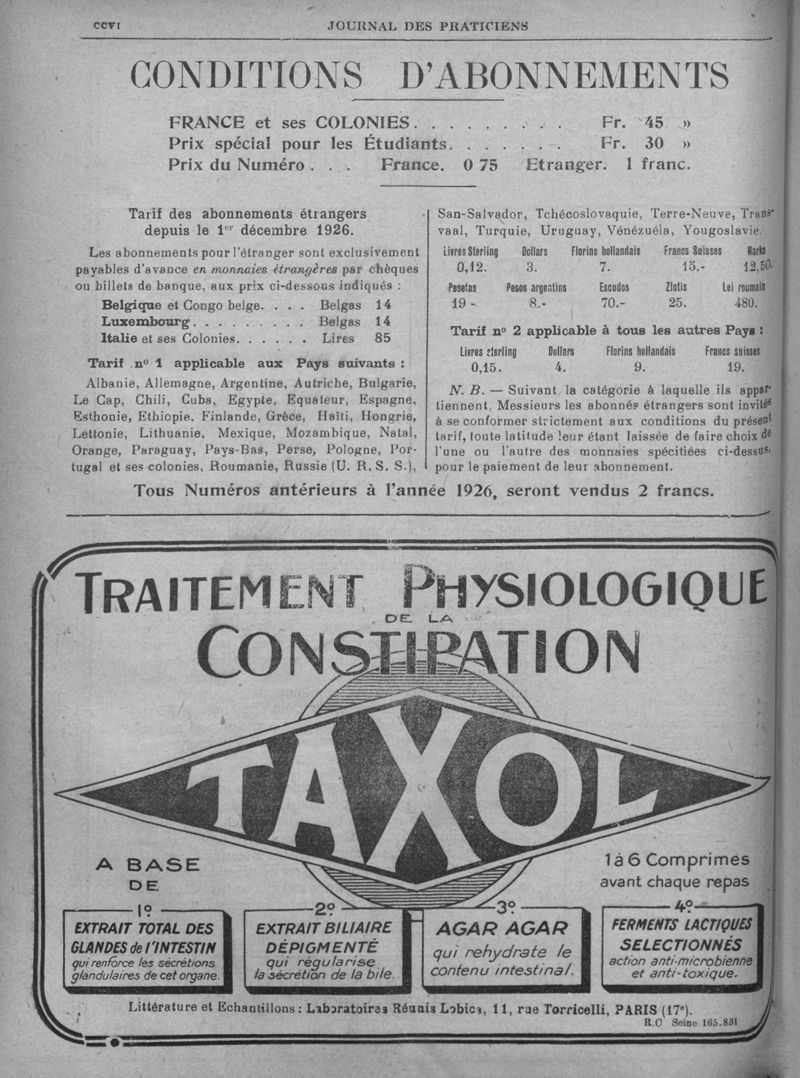 CCVI JOURNAL DES PRATICIENS
CONDITIONS D'ABONNEMENTS
FRANCE et ses COLONIES. . . . . . . . . . Fr. 45 »
Prix spécial pour les Étudiants. . . . . . . Fr. 30 »
Prix du Numéro . . . France. 0 75 Etranger. 1 franc.
Tarif des abonnements étrangers
depuis le 1er décembre 1926.
Les abonnements pour l'étranger sont exclusivement
payables d'avance en monnaies étrangères par chèques
ou billets de banque, aux prix ci-dessous indiqués :
Belgique et Congo belge. . . . Belgas 14
Luxembourg. . . . . . . . . Belgas 14
Italie et ses Colonies. . . . . . Lires 85
Tarif nº 1 applicable aux Pays suivants :
Albanie, Allemagne, Argentine, Autriche, Bulgarie,
Le Cap, Chili, Cuba, Egypte, Equateur, Espagne,
Esthonie, Ethiopie, Finlande, Grèce, Haïti, Hongrie,
Lettonie, Lithuanie, Mexique, Mozambique, Natal,
Orange, Paraguay, Pays-Bas, Perse, Pologne, Por-
tugal et ses colonies, Roumanie, Russie (U. R. S. S.),
San-Salvador, Tchécoslovaquie, Terre-Neuve, Trans-
vaal, Turquie, Uruguay, Vénézuéla, Yougoslavie.
Livres Sterling Dollars Florins hollandais Francs Suisses Marks
0,12. 3. 7. 15.- 12,50.
Pesetas Pesos argentins Escudos Zlotis Lei roumain
19 - 8.- 70.- 25. 480.
Tarif nº 2 applicable à tous les autres Pays :
Livres sterling Dollars Florins hollandais Francs suisses
0,15. 4. 9. 19.
N. B. — Suivant la catégorie à laquelle ils appar-
tiennent, Messieurs les abonnés étrangers sont invités
à se conformer strictement aux conditions du présent
tarif, toute latitude leur étant laissée de faire choix de
l'une ou l'autre des monnaies spécifiées ci-dessus,
pour le paiement de leur abonnement.
Tous Numéros antérieurs à l'année 1926, seront vendus 2 francs.
TRAITEMENT PHYSIOLOGIQUE
DE LA
CONSTIPATION
TAXOL
A BASE
DE
1à 6 Comprimes
avant chaque repas
1º
EXTRAIT TOTAL DES
GLANDES de l'INTESTIN
qui renforce les sécrétions
glandulaires de cet organe.
2º
EXTRAIT BILIAIRE
DÉPIGMENTÉ
qui régularise
la sécrétion de la bile.
3º
AGAR AGAR
qui rehydrate le
contenu intestinal.
4º
FERMENTS LACTIQUES
SELECTIONNÉS
action anti-microbienne
et anti-toxique.
Littérature et Echantillons : Laboratoires Réunis Lobica, 11, rue Torricelli, PARIS (17e).
R.C Seine 165.831